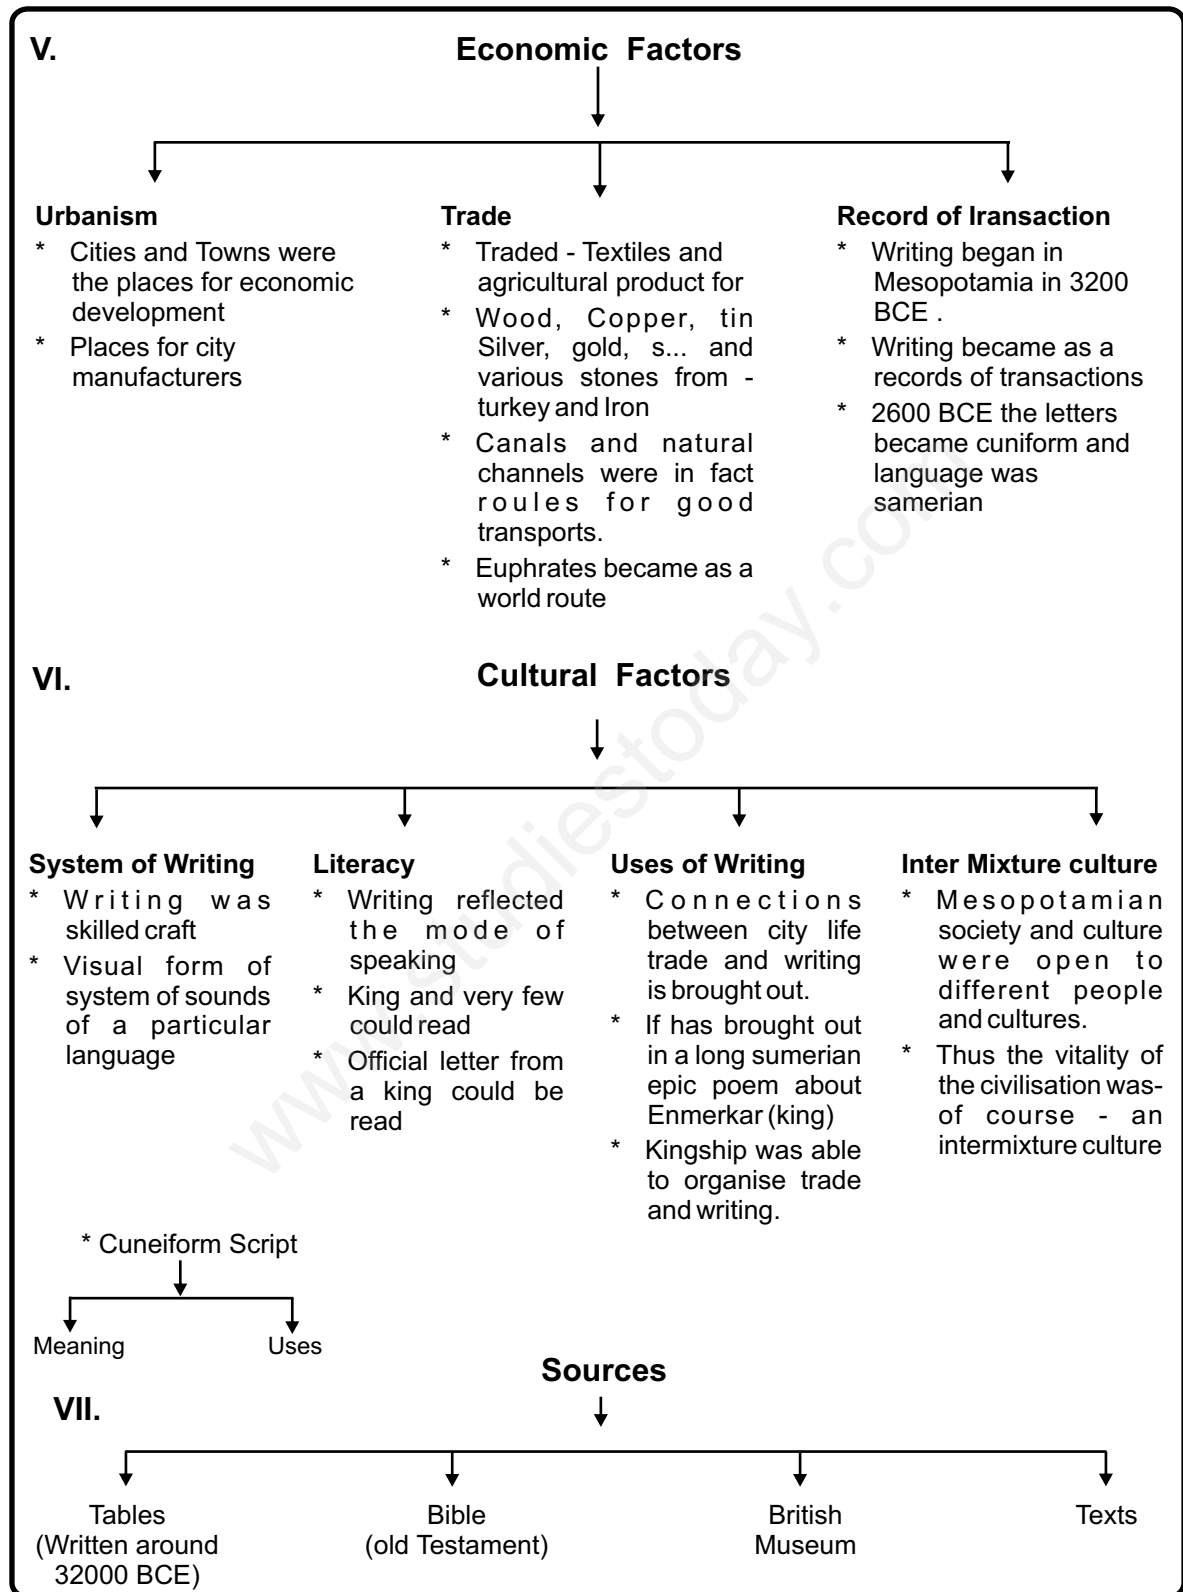 V.
Economic Factors
Urbanism
* Cities and Towns were
the places for economic
development
* Places for city
manufacturers
Trade
* Traded - Textiles and
agricultural product for
* Wood, Copper, tin
Silver, gold, s... and
various stones from -
turkey and Iron
* Canals and natural
channels were in fact
roules for good
transports.
* Euphrates became as a
world route
Record of Iransaction
* Writing began in
Mesopotamia in 3200
BCE .
* Writing became as a
records of transactions
* 2600 BCE the letters
became cuniform and
language was
samerian
VI.
Cultural Factors
System of Writing
* Writing was
skilled craft
* Visual form of
system of sounds
of a particular
language
Literacy
* Writing reflected
the mode of
speaking
* King and very few
could read
* Official letter from
a king could be
read
Uses of Writing
* Connections
between city life
trade and writing
is brought out.
* If has brought out
in a long sumerian
epic poem about
Enmerkar (king)
* Kingship was able
to organise trade
and writing.
Inter Mixture culture
* Mesopotamian
society and culture
were open to
different people
and cultures.
* Thus the vitality of
the civilisation was-
of course - an
intermixture culture
* Cuneiform Script
Meaning
Uses
Sources
VII.
Tables
(Written around
32000 BCE)
Bible
(old Testament)
British
Museum
Texts
www.studiestoday.com